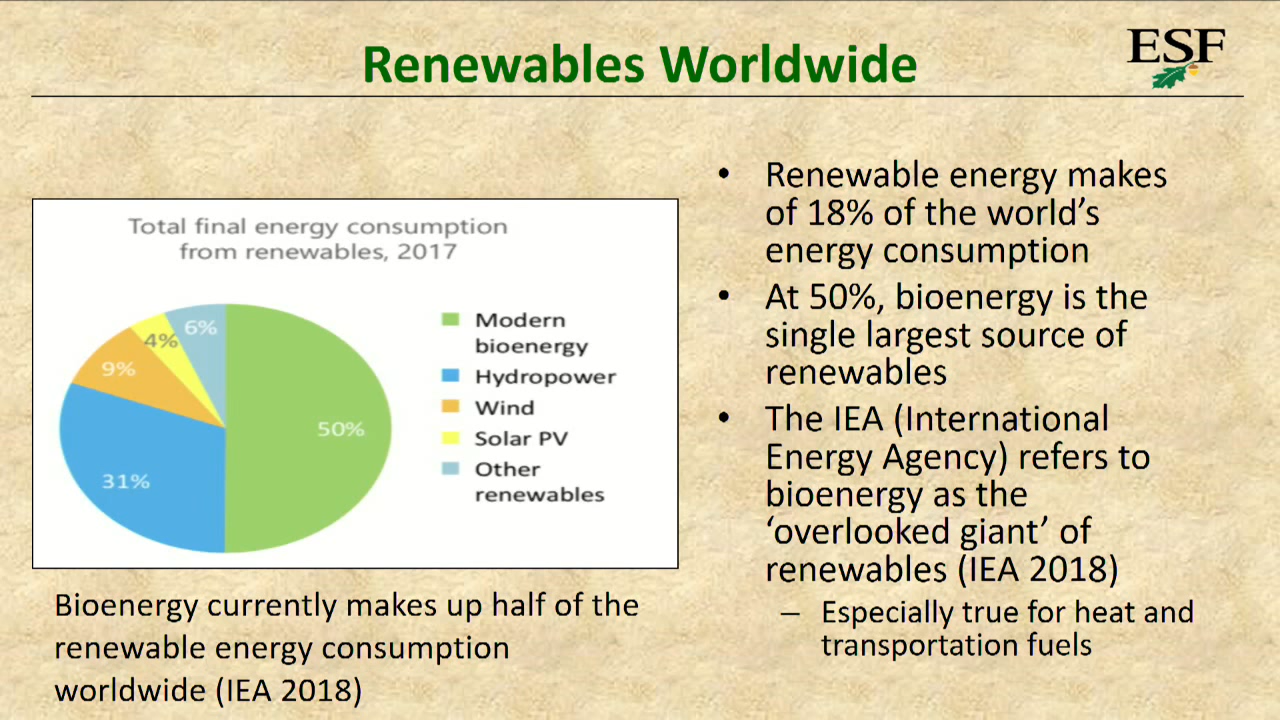 Renewables Worldwide
ESF
Total final energy consumption
from renewables, 2017
6%
4%
9%
50%
31%
Modern
bioenergy
Hydropower
Wind
Solar PV
Other
renewables
Bioenergy currently makes up half of the
renewable energy consumption
worldwide (IEA 2018)
• Renewable energy makes
of 18% of the world’s
energy consumption
• At 50%, bioenergy is the
single largest source of
renewables
• The IEA (International
Energy Agency) refers to
bioenergy as the
‘overlooked giant’ of
renewables (IEA 2018)
– Especially true for heat and
transportation fuels